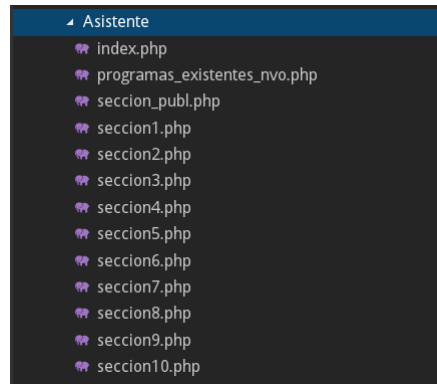 Asistente
index.php
programas_existentes_nvo.php
seccion_publ.php
seccion1.php
seccion2.php
seccion3.php
seccion4.php
seccion5.php
seccion6.php
seccion7.php
seccion8.php
seccion9.php
seccion10.php